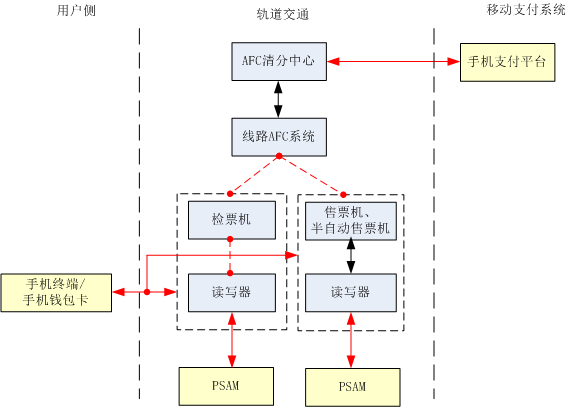 用户侧
轨道交通
移动支付系统
AFC清分中心
手机支付平台
线路AFC系统
检票机
售票机、
半自动售票机
手机终端/
手机钱包卡
读写器
读写器
PSAM
PSAM